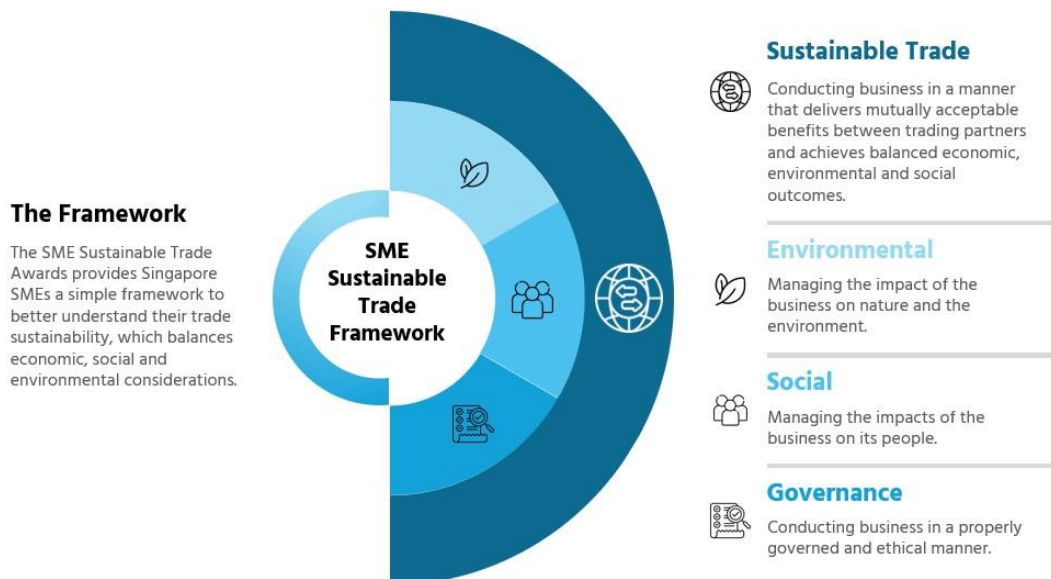 The Framework
The SME Sustainable Trade
Awards provides Singapore
SMEs a simple framework to
better understand their trade
sustainability, which balances
economic, social and
environmental considerations.
SME
Sustainable
Trade
Framework
Sustainable Trade
Conducting business in a manner
that delivers mutually acceptable
benefits between trading partners
and achieves balanced economic,
environmental and social
outcomes.
Environmental
Managing the impact of the
business on nature and the
environment.
Social
Managing the impacts of the
business on its people.
Governance
Conducting business in a properly
governed and ethical manner.